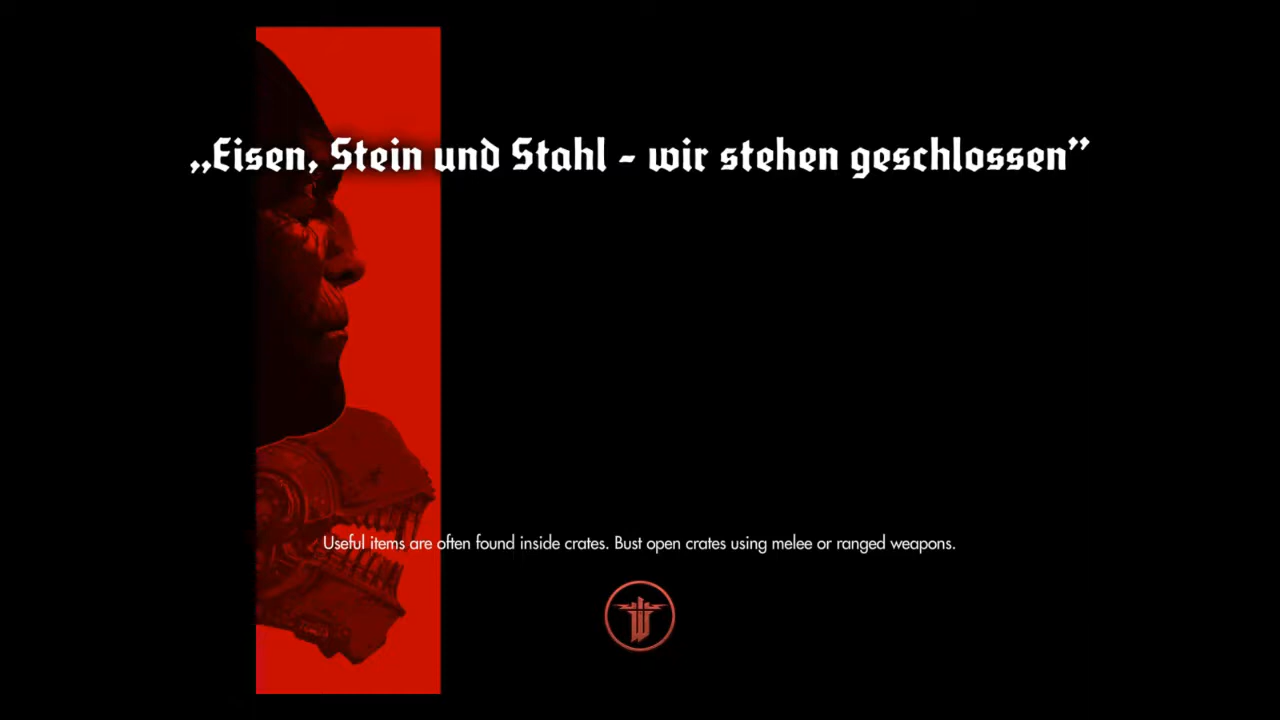 „Eisen, Stein und Stahl - wir stehen geschlossen”
Useful items are often found inside crates. Bust open crates using melee or ranged weapons.